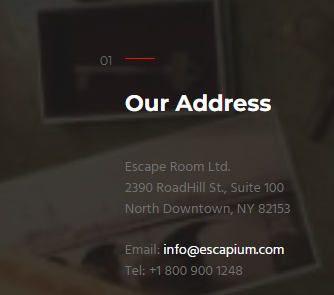 01
Our Address
Escape Room Ltd.
2390 RoadHill St., Suite 100
North Downtown, NY 82153
Email: info@escapium.com
Tel: +1 800 900 1248